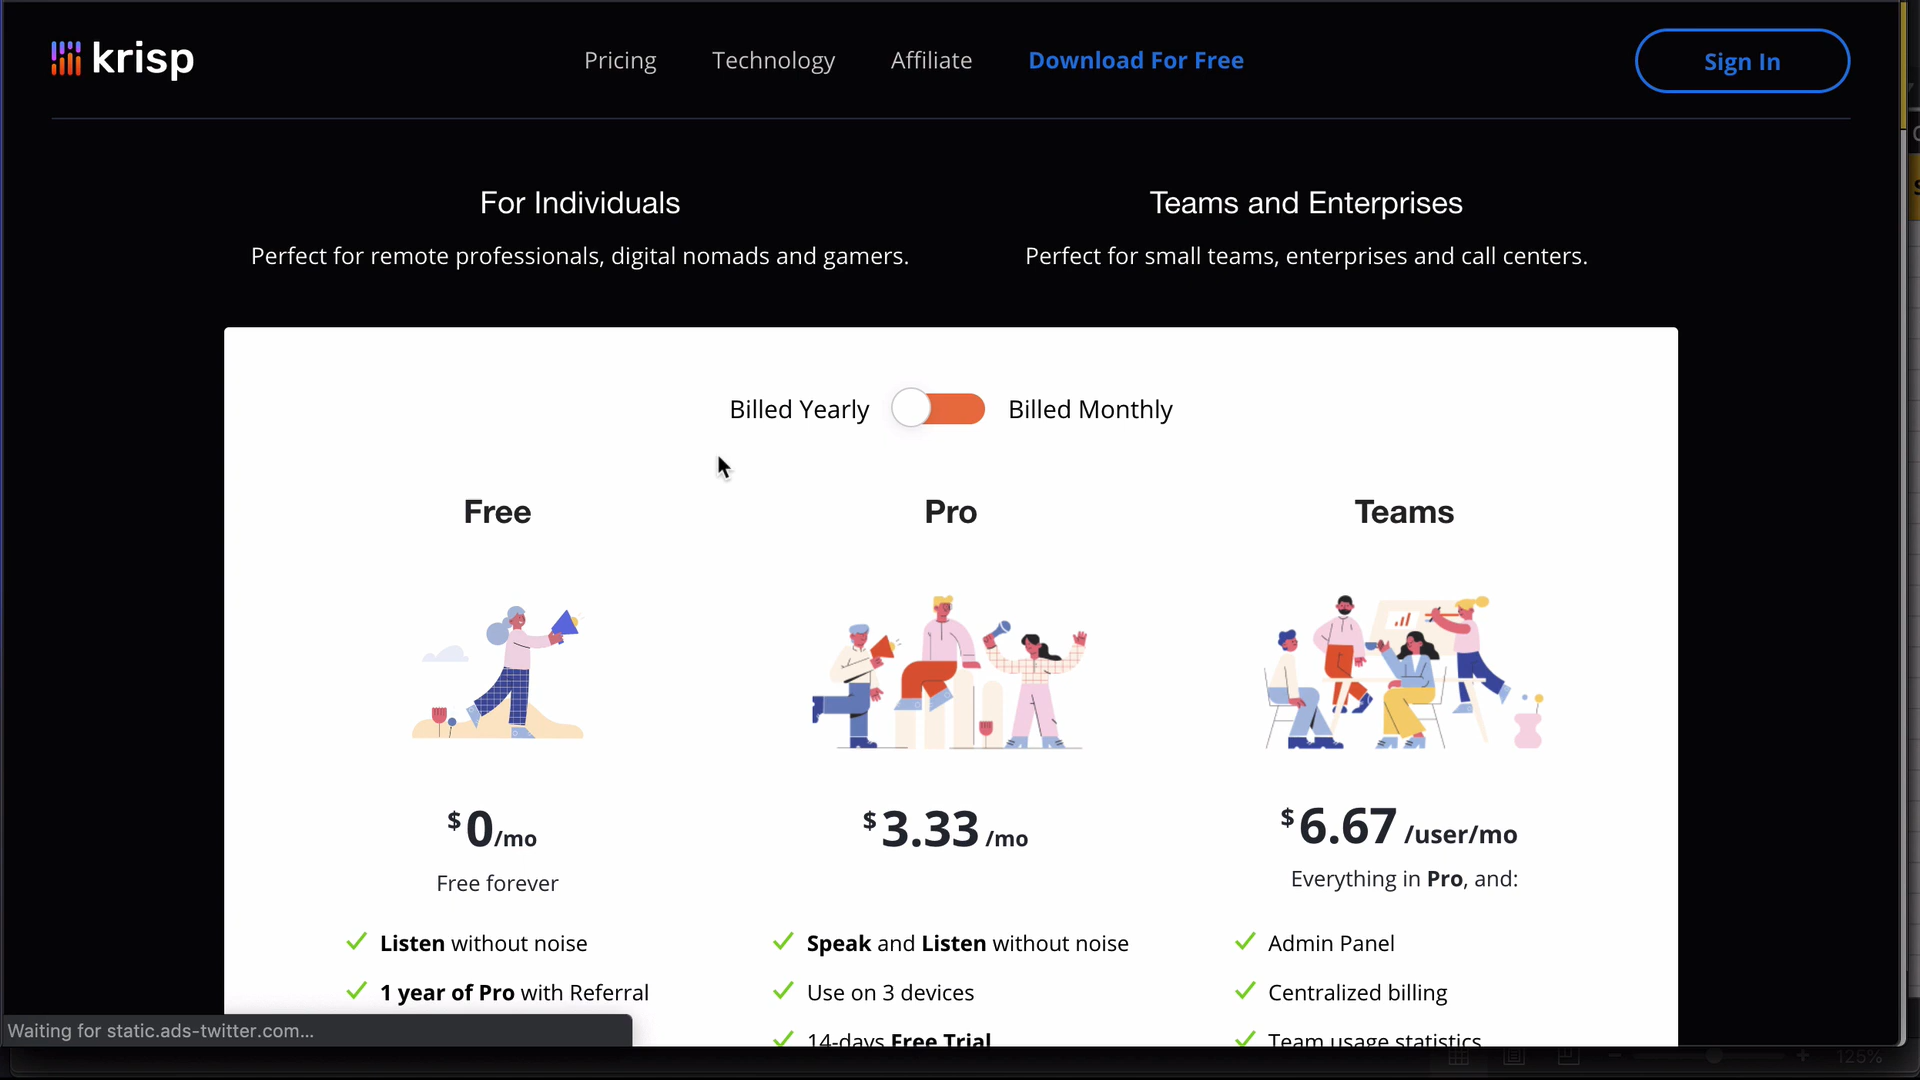 krisp
Pricing
Technology
Affiliate
Download For Free
Sign In
For Individuals
Teams and Enterprises
Perfect for remote professionals, digital nomads and gamers.
Perfect for small teams, enterprises and call centers.
Billed Yearly
Billed Monthly
Free
Pro
Teams
$0/mo
$3.33 /mo
$6.67 /user/mo
Free forever
Everything in Pro, and:
Listen without noise
Speak and Listen without noise
Admin Panel
1 year of Pro with Referral
Use on 3 devices
Centralized billing
14-days Free Trial
Team usage statistics
Waiting for static.ads-twitter.com...
125%